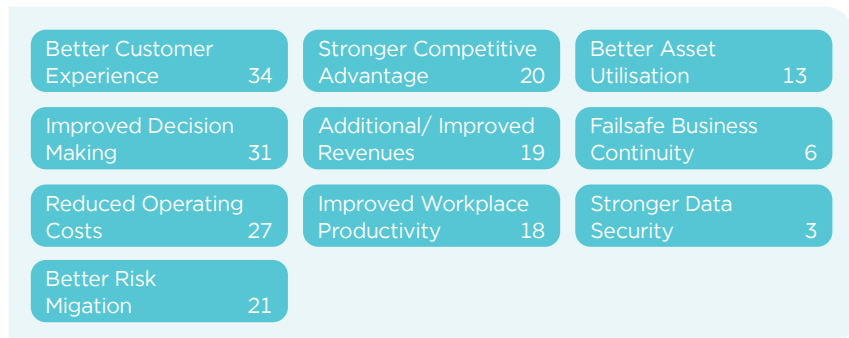 Better Customer
Experience 34
Improved Decision
Making 31
Reduced Operating
Costs 27
Better Risk
Migation 21
Stronger Competitive
Advantage 20
Additional/ Improved
Revenues 19
Improved Workplace
Productivity 18
Better Asset
Utilisation 13
Failsafe Business
Continuity 6
Stronger Data
Security 3